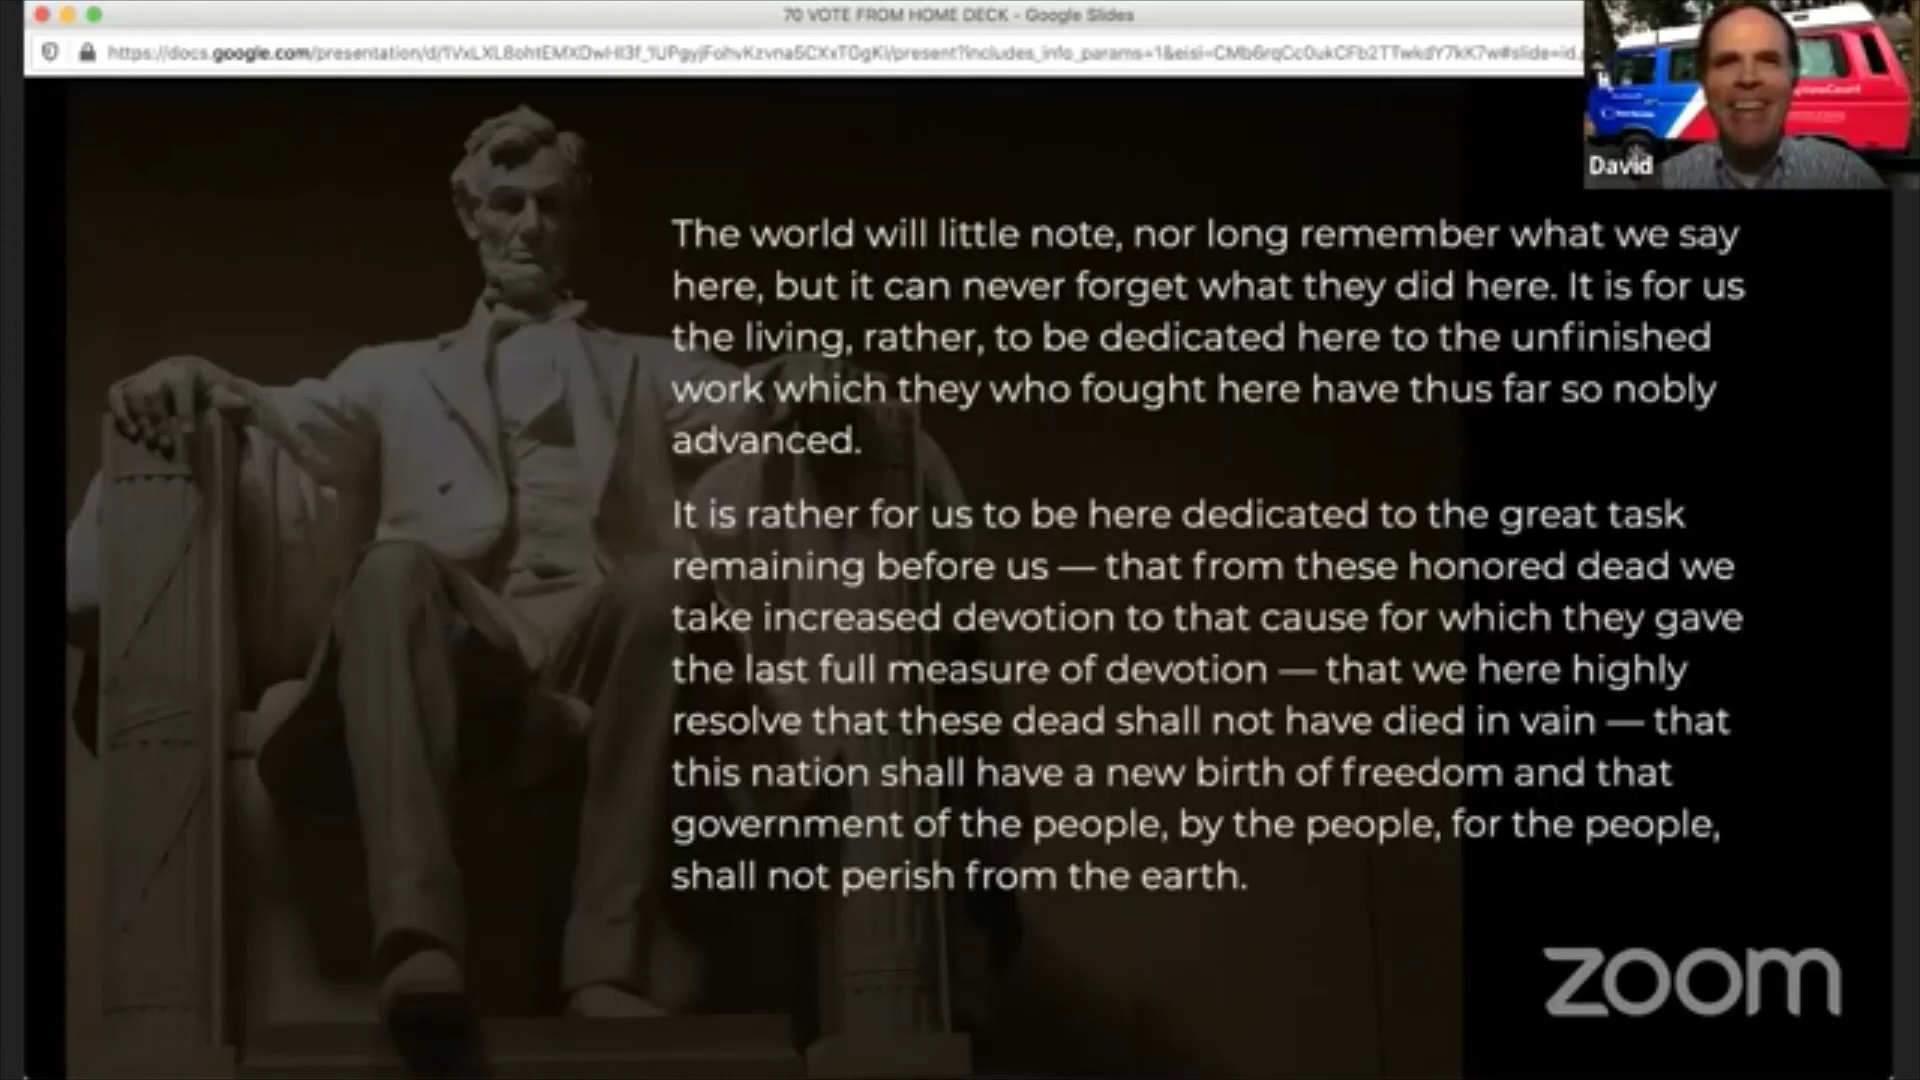 70 VOTE FROM HOME DECK - Google Slides
David
The world will little note, nor long remember what we say
here, but it can never forget what they did here. It is for us
the living, rather, to be dedicated here to the unfinished
work which they who fought here have thus far so nobly
advanced.
It is rather for us to be here dedicated to the great task
remaining before us — that from these honored dead we
take increased devotion to that cause for which they gave
the last full measure of devotion — that we here highly
resolve that these dead shall not have died in vain — that
this nation shall have a new birth of freedom and that
government of the people, by the people, for the people,
shall not perish from the earth.
zoom